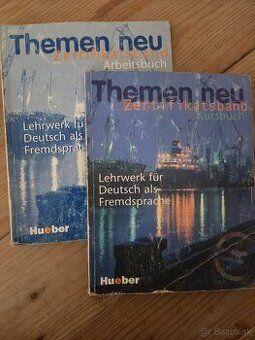 Themen neu
Zertifikatsband
Arbeitsbuch
Lehrwerk für
Deutsch als
Fremdsprache
Hueber
Themen neu
Zertifikatsband
Kursbuch
Lehrwerk für
Deutsch als
Fremdsprache
Hueber
Bazos.sk